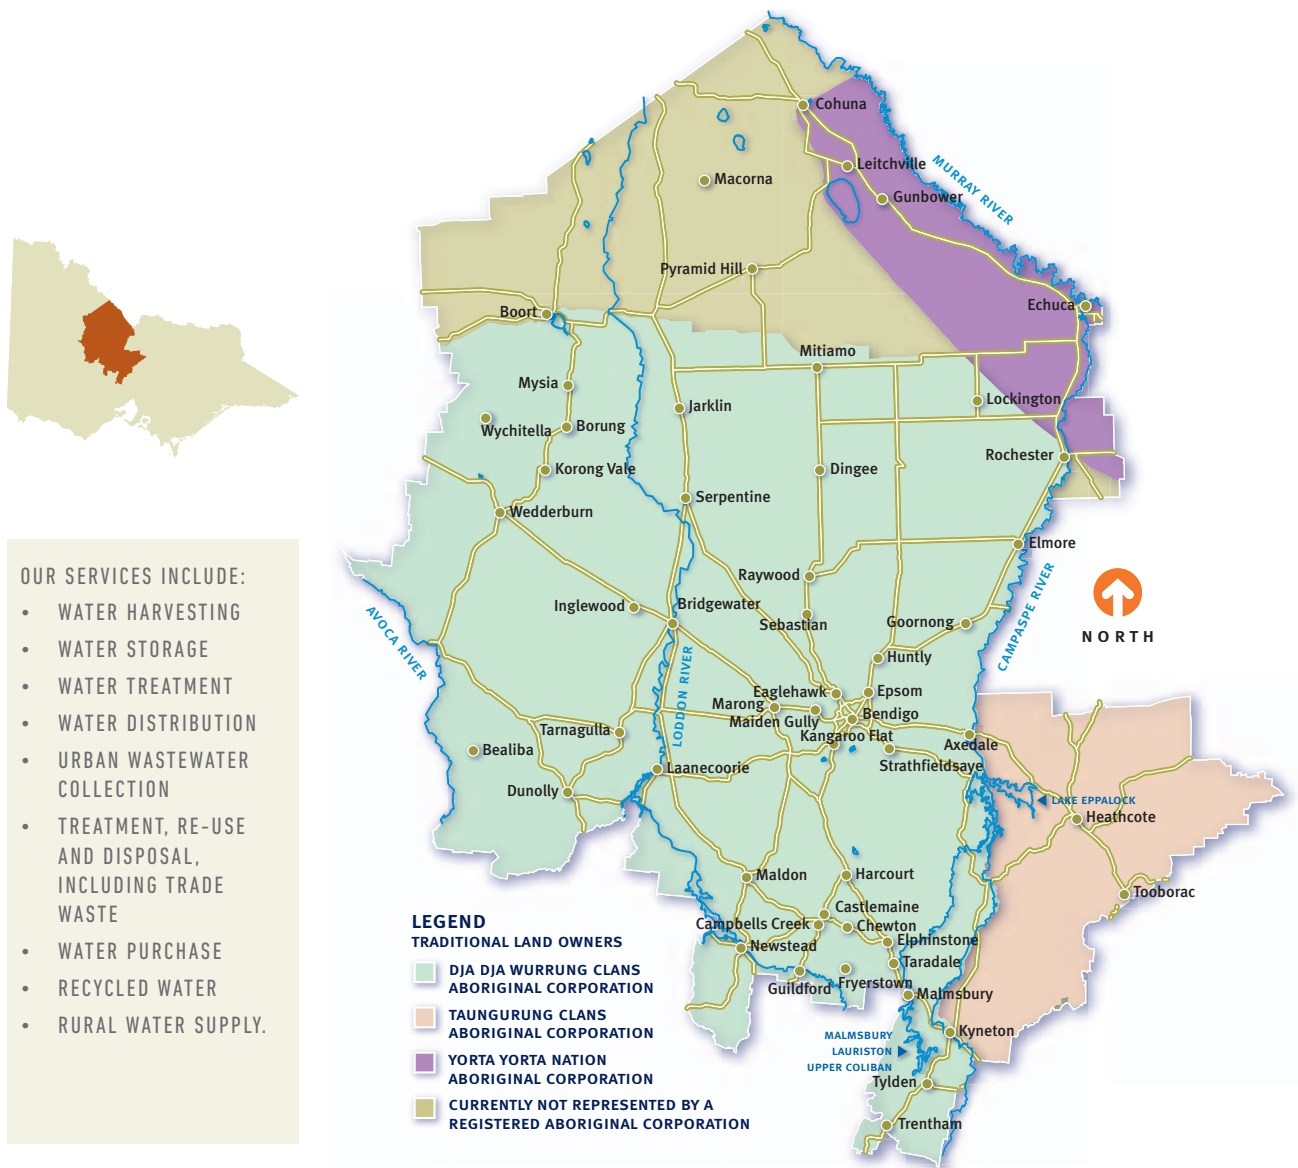 OUR SERVICES INCLUDE:
• WATER HARVESTING
• WATER STORAGE
• WATER TREATMENT
• WATER DISTRIBUTION
• URBAN WASTEWATER
COLLECTION
• TREATMENT, RE-USE
AND DISPOSAL,
INCLUDING TRADE
WASTE
• WATER PURCHASE
• RECYCLED WATER
• RURAL WATER SUPPLY.
Cohuna
Leitchville
MURRAY RIVER
Macorna
Gunbower
Pyramid Hill
Echuca
Boort
Mitiamo
Mysia
Jarklin
Lockington
Wychitella
Borung
Rochester
Korong Vale
Dingee
Serpentine
Wedderburn
Elmore
Raywood
Inglewood
Bridgewater
Sebastian
Goornong
CAMPASPE RIVER
NORTH
AVOCA RIVER
Huntly
LODDON RIVER
Eaglehawk
Epsom
Marong
Maiden Gully
Bendigo
Tarnagulla
Kangaroo Flat
Axedale
Bealiba
Strathfieldsaye
Laanecoorie
Dunolly
LAKE EPPALOCK
Heathcote
Maldon
Harcourt
Tooborac
Castlemaine
Campbells Creek
Chewton
Newstead
Elphinstone
Taradale
Guildford
Fryerstown
Malmsbury
Kyneton
MALMSBURY
LAURISTON
UPPER COLIBAN
Tylden
Trentham
LEGEND
TRADITIONAL LAND OWNERS
DJA DJA WURRUNG CLANS
ABORIGINAL CORPORATION
TAUNGURUNG CLANS
ABORIGINAL CORPORATION
YORTA YORTA NATION
ABORIGINAL CORPORATION
CURRENTLY NOT REPRESENTED BY A
REGISTERED ABORIGINAL CORPORATION